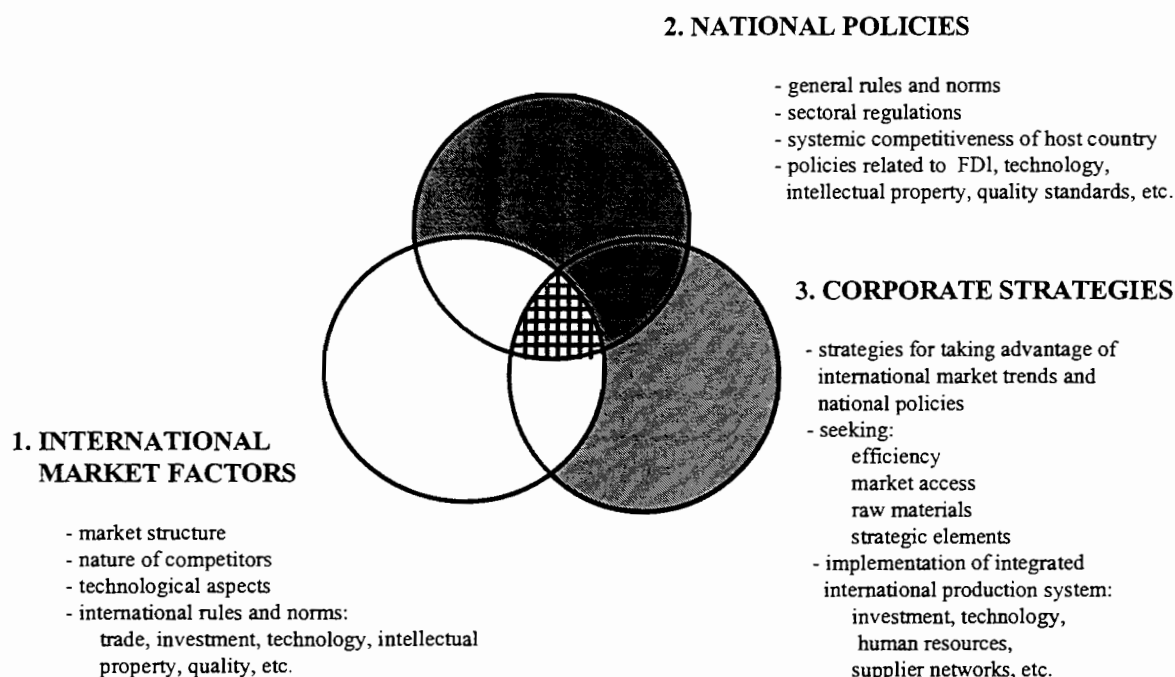 2. NATIONAL POLICIES
- general rules and norms
- sectoral regulations
- systemic competitiveness of host country
- policies related to FDI, technology,
intellectual property, quality standards, etc.
3. CORPORATE STRATEGIES
- strategies for taking advantage of
international market trends and
national policies
- seeking:
efficiency
market access
raw materials
strategic elements
- implementation of integrated
international production system:
investment, technology,
human resources,
supplier networks, etc.
1. INTERNATIONAL
MARKET FACTORS
- market structure
- nature of competitors
- technological aspects
- international rules and norms:
trade, investment, technology, intellectual
property, quality, etc.